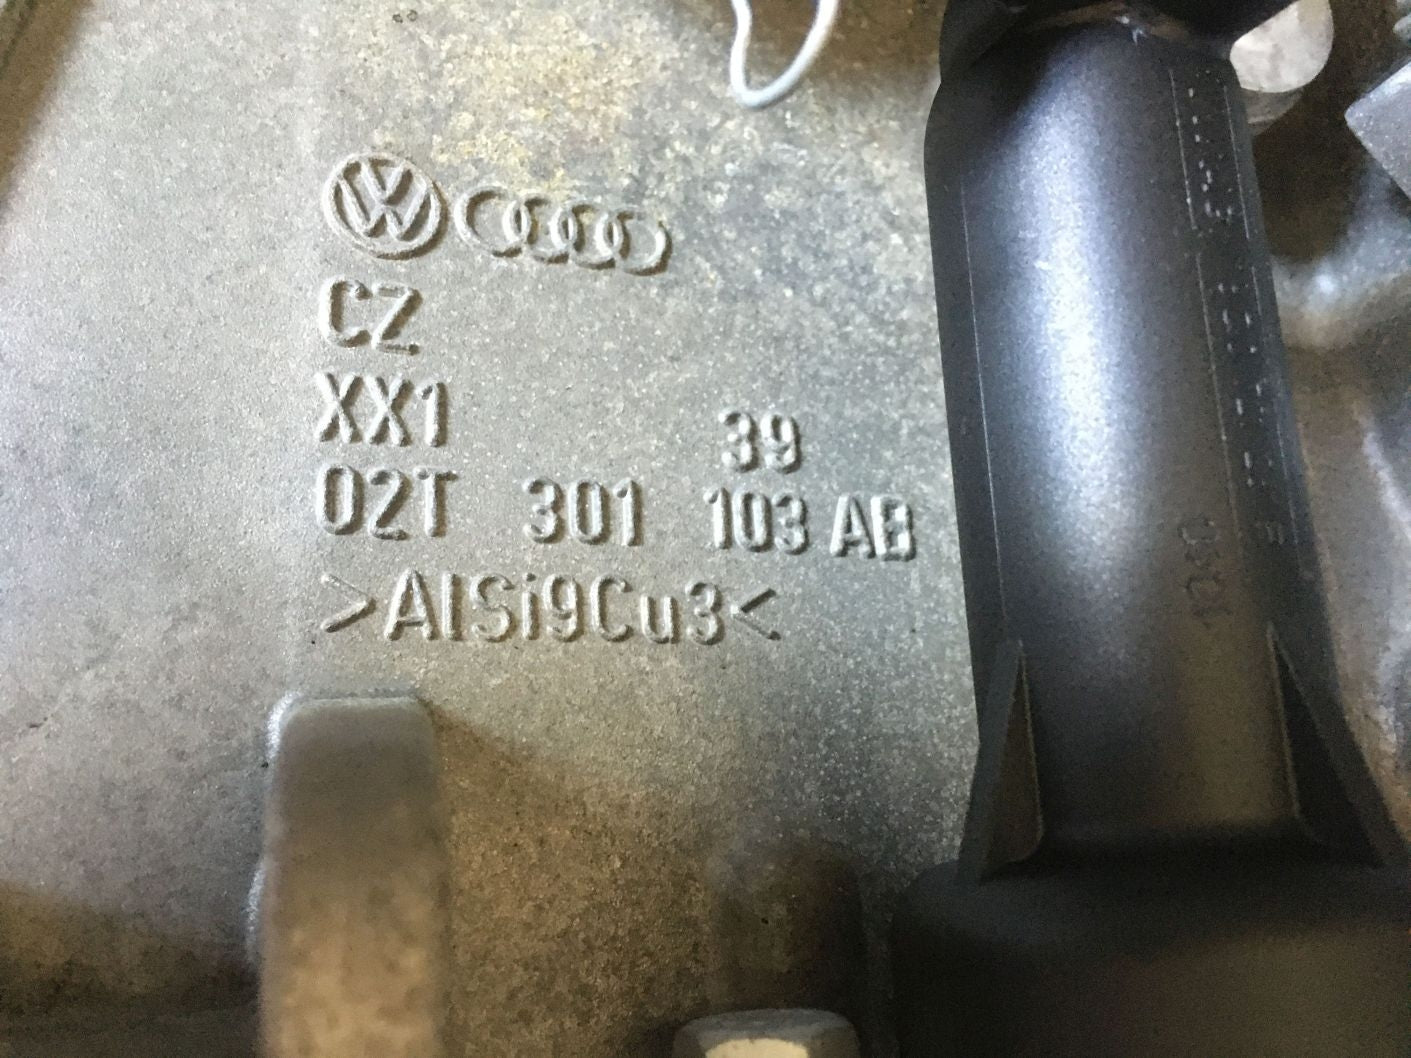 CZ
XX1
39
02T 301 103 AB
>AlSi9Cu3<